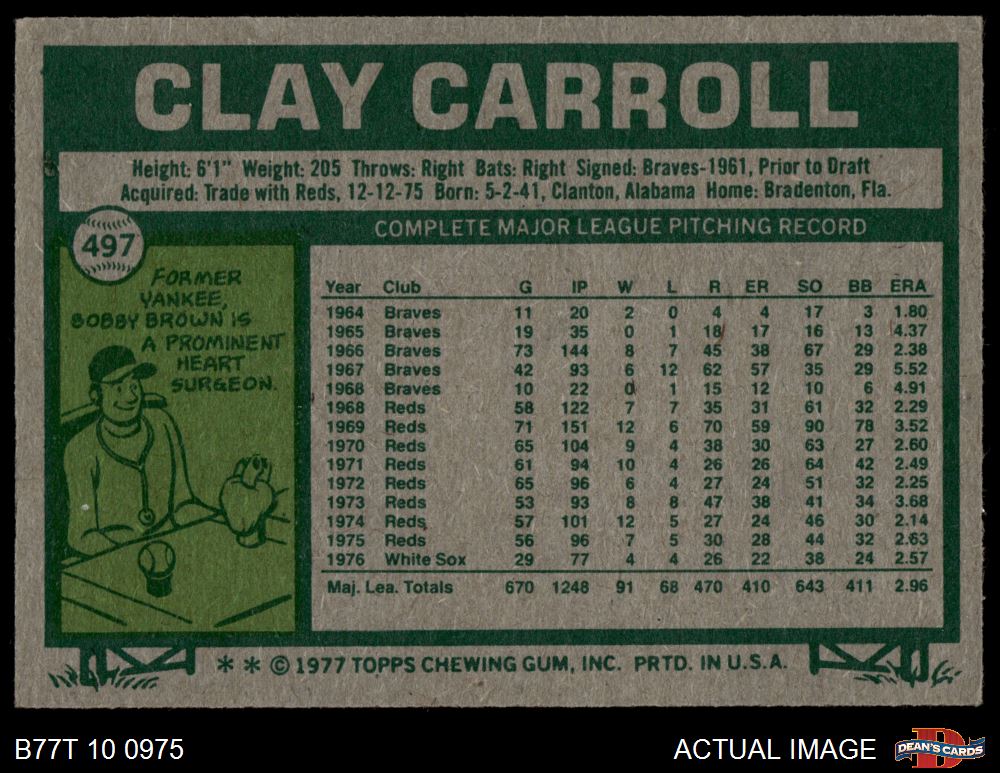 CLAY CARROLL
Height: 6'1" Weight: 205 Throws: Right Bats: Right Signed: Braves-1961, Prior to Draft
Acquired: Trade with Reds, 12-12-75 Born: 5-2-41, Clanton, Alabama Home: Bradenton, Fla.
497
FORMER
YANKEE,
BOBBY BROWN IS
A PROMINENT
HEART
SURGEON.
COMPLETE MAJOR LEAGUE PITCHING RECORD
Year Club G IP W L R ER SO BB ERA
1964 Braves 11 20 2 0 4 4 17 3 1.80
1965 Braves 19 35 0 1 18 17 16 13 4.37
1966 Braves 73 144 8 7 45 38 67 29 2.38
1967 Braves 42 93 6 12 62 57 35 29 5.52
1968 Braves 10 22 0 1 15 12 10 6 4.91
1968 Reds 58 122 7 7 35 31 61 32 2.29
1969 Reds 71 151 12 6 70 59 90 78 3.52
1970 Reds 65 104 9 4 38 30 63 27 2.60
1971 Reds 61 94 10 4 26 26 64 42 2.49
1972 Reds 65 96 6 4 27 24 51 32 2.25
1973 Reds 53 93 8 8 47 38 41 34 3.68
1974 Reds 57 101 12 5 27 24 46 30 2.14
1975 Reds 56 96 7 5 30 28 44 32 2.63
1976 White Sox 29 77 4 4 26 22 38 24 2.57
Maj. Lea. Totals 670 1248 91 68 470 410 643 411 2.96
* * © 1977 TOPPS CHEWING GUM, INC. PRTD. IN U.S.A.
B77T 10 0975
ACTUAL IMAGE
DEAN'S CARDS